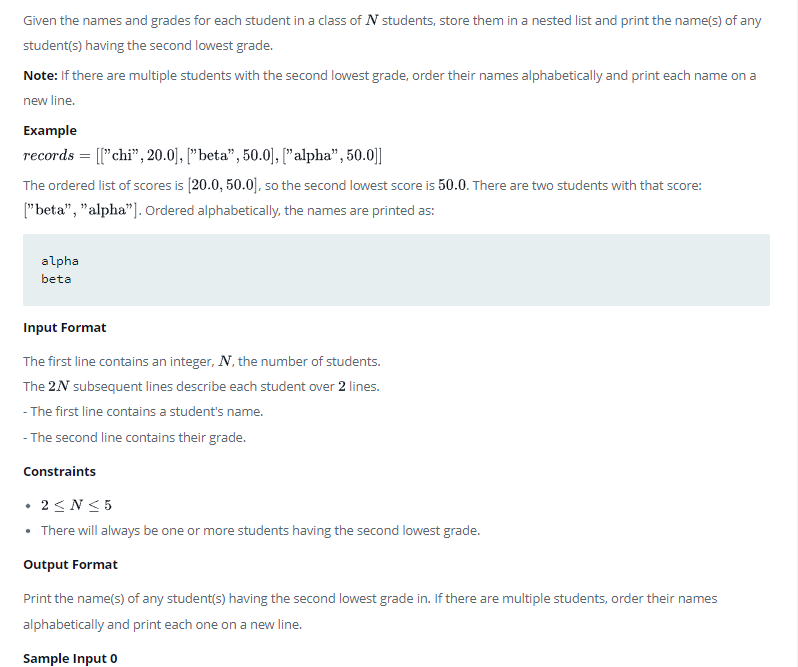 Given the names and grades for each student in a class of N students, store them in a nested list and print the name(s) of any
student(s) having the second lowest grade.
Note: If there are multiple students with the second lowest grade, order their names alphabetically and print each name on a
new line.
Example
records = [["chi", 20.0], ["beta", 50.0], ["alpha", 50.0]]
The ordered list of scores is [20.0, 50.0], so the second lowest score is 50.0. There are two students with that score:
["beta", "alpha"]. Ordered alphabetically, the names are printed as:
alpha
beta
Input Format
The first line contains an integer, N, the number of students.
The 2N subsequent lines describe each student over 2 lines.
- The first line contains a student's name.
- The second line contains their grade.
Constraints
• 2 ≤ N ≤ 5
• There will always be one or more students having the second lowest grade.
Output Format
Print the name(s) of any student(s) having the second lowest grade in. If there are multiple students, order their names
alphabetically and print each one on a new line.
Sample Input 0